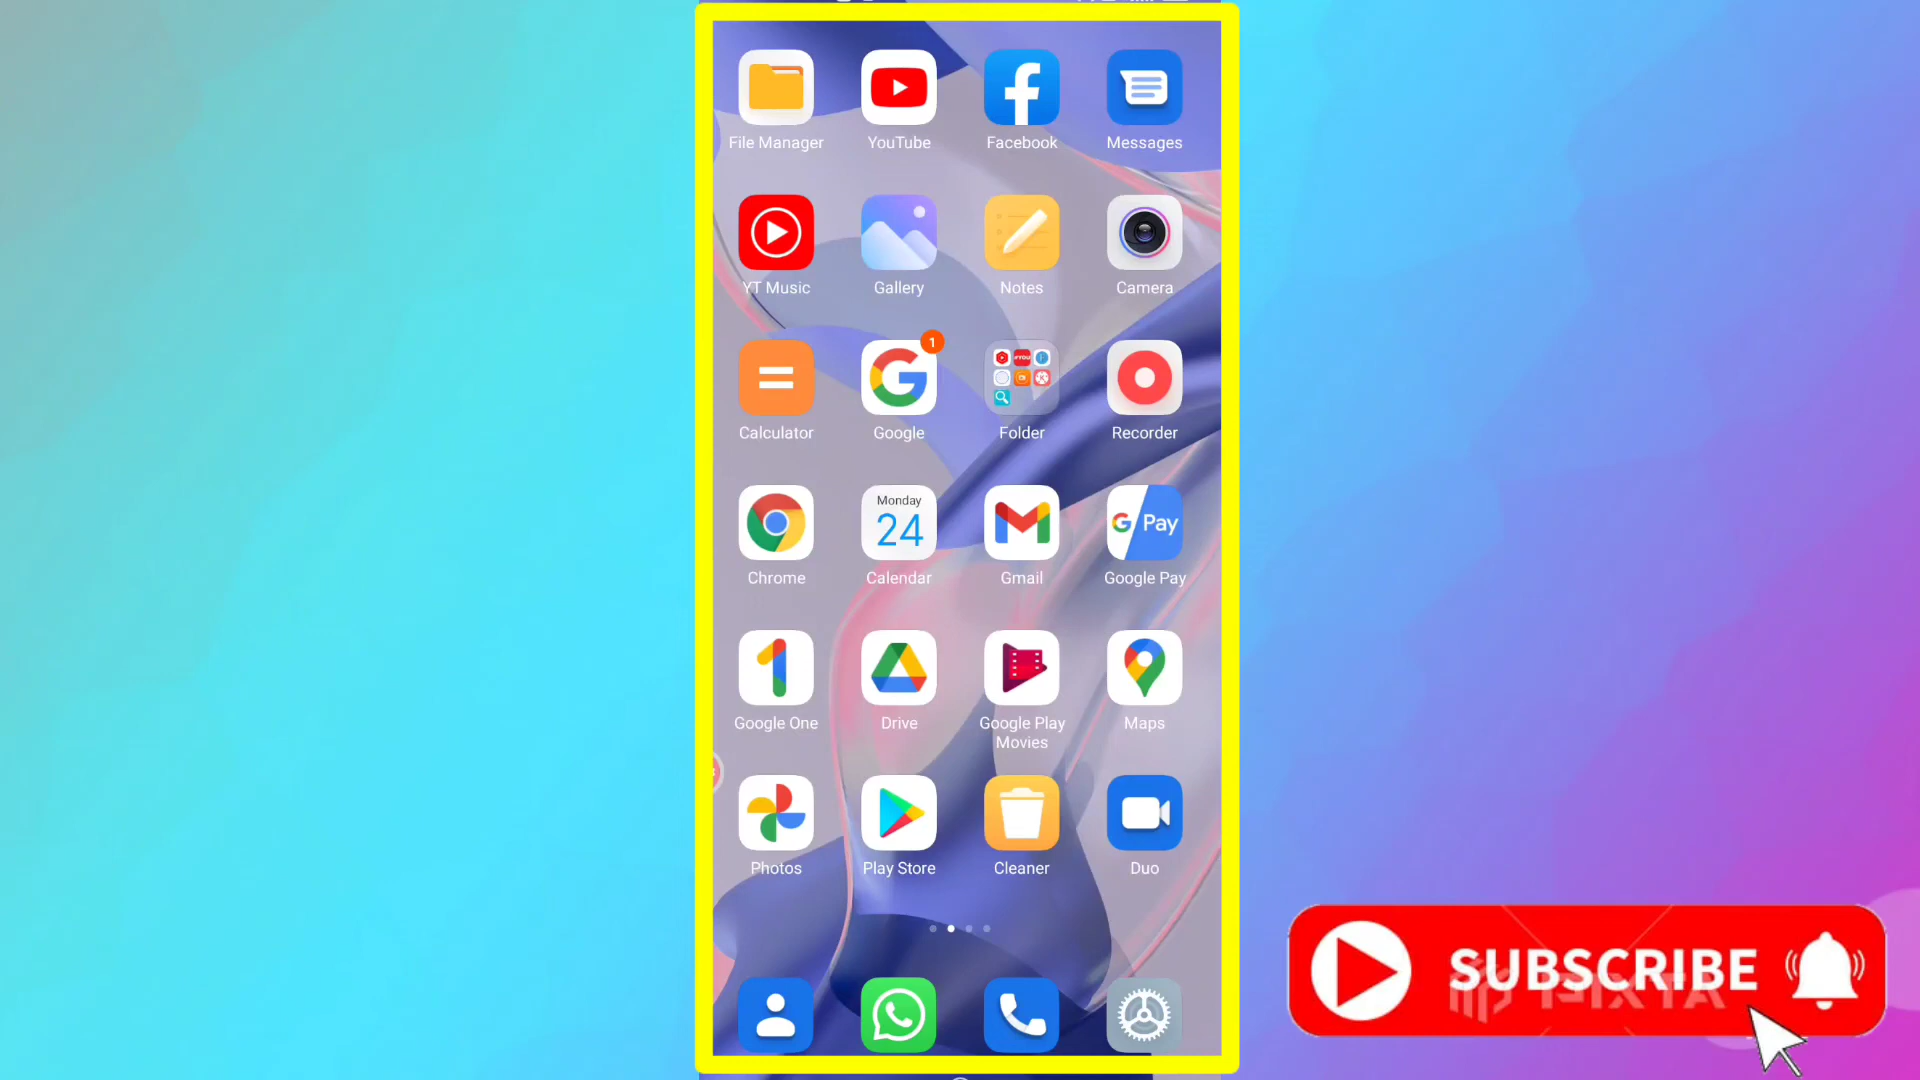 File Manager YouTube Facebook Messages
YT Music Gallery Notes Camera
1
Calculator Google Folder Recorder
Monday
24
G Pay
Chrome Calendar Gmail Google Pay
Google One Drive Google Play Maps
Movies
Photos Play Store Cleaner Duo
SUBSCRIBE
PIXTA